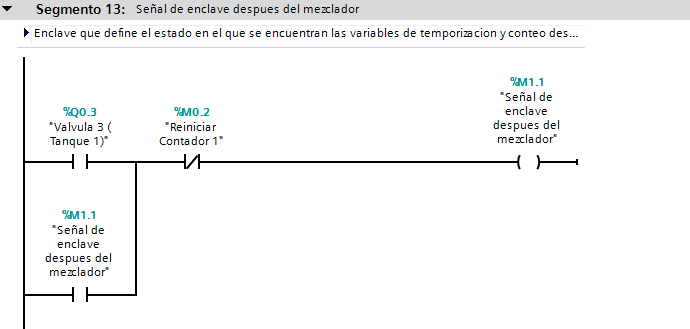 Segmento 13: Señal de enclave despues del mezclador
Enclave que define el estado en el que se encuentran las variables de temporizacion y conteo des...
%M1.1
"Señal de
enclave
despues del
mezclador"
%Q0.3
"Valvula 3 (
Tanque 1)"
%M0.2
"Reiniciar
Contador 1"
%M1.1
"Señal de
enclave
despues del
mezclador"